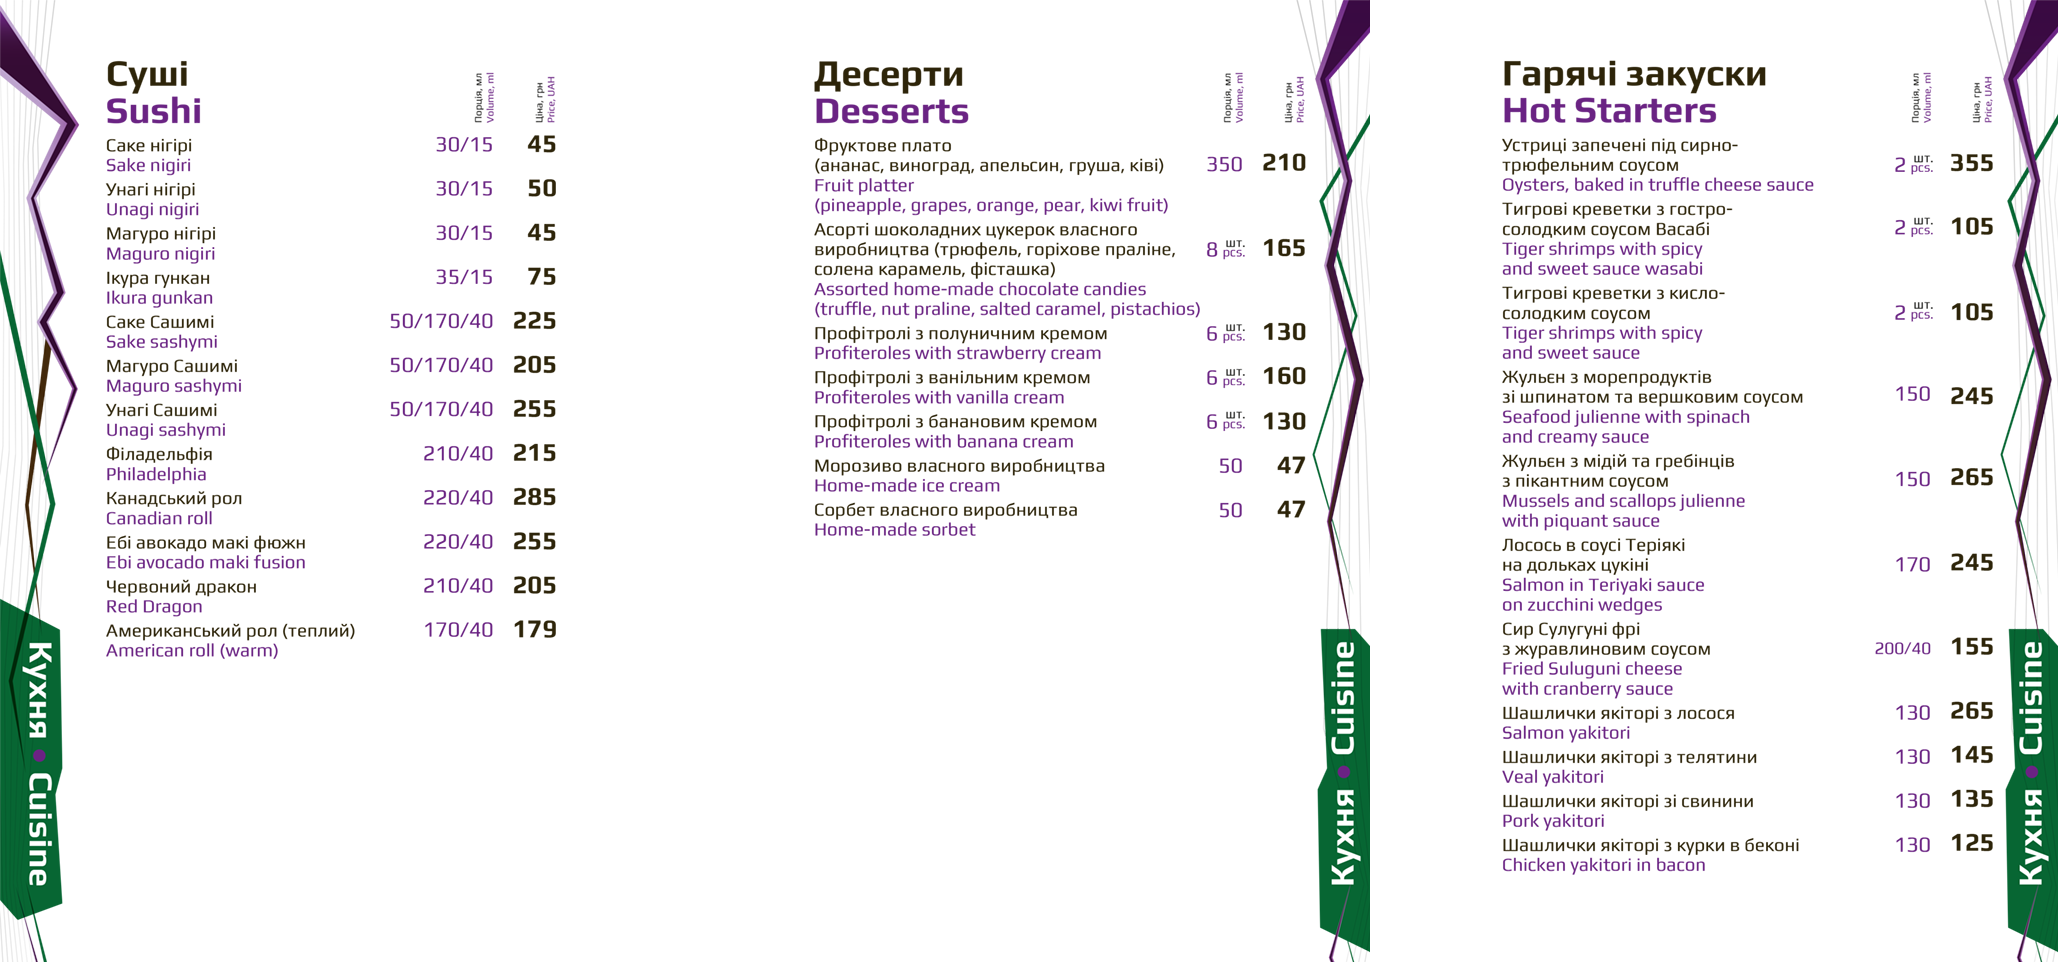 Суші
Sushi
Порція, мл
Volume, ml
Ціна, грн
Price, UAH
Саке нігірі 30/15 45
Sake nigiri
Унагі нігірі 30/15 50
Unagi nigiri
Магуро нігірі 30/15 45
Maguro nigiri
Ікура гункан 35/15 75
Ikura gunkan
Саке Сашимі 50/170/40 225
Sake sashymi
Магуро Сашимі 50/170/40 205
Maguro sashymi
Унагі Сашимі 50/170/40 255
Unagi sashymi
Філадельфія 210/40 215
Philadelphia
Канадський рол 220/40 285
Canadian roll
Ебі авокадо макі фюжн 220/40 255
Ebi avocado maki fusion
Червоний дракон 210/40 205
Red Dragon
Американський рол (теплий) 170/40 179
American roll (warm)
Кухня • Cuisine
Десерти
Desserts
Порція, мл
Volume, ml
Ціна, грн
Price, UAH
Фруктове плато
(ананас, виноград, апельсин, груша, ківі) 350 210
Fruit platter
(pineapple, grapes, orange, pear, kiwi fruit)
Асорті шоколадних цукерок власного
виробництва (трюфель, горіхове праліне, 8 шт. pcs. 165
солена карамель, фісташка)
Assorted home-made chocolate candies
(truffle, nut praline, salted caramel, pistachios)
Профітролі з полуничним кремом 6 шт. pcs. 130
Profiteroles with strawberry cream
Профітролі з ванільним кремом 6 шт. pcs. 160
Profiteroles with vanilla cream
Профітролі з банановим кремом 6 шт. pcs. 130
Profiteroles with banana cream
Морозиво власного виробництва 50 47
Home-made ice cream
Сорбет власного виробництва 50 47
Home-made sorbet
Кухня • Cuisine
Гарячі закуски
Hot Starters
Порція, мл
Volume, ml
Ціна, грн
Price, UAH
Устриці запечені під сирно-
трюфельним соусом 2 шт. pcs. 355
Oysters, baked in truffle cheese sauce
Тигрові креветки з гостро-
солодким соусом Васабі 2 шт. pcs. 105
Tiger shrimps with spicy
and sweet sauce wasabi
Тигрові креветки з кисло-
солодким соусом 2 шт. pcs. 105
Tiger shrimps with spicy
and sweet sauce
Жульєн з морепродуктів
зі шпинатом та вершковим соусом 150 245
Seafood julienne with spinach
and creamy sauce
Жульєн з мідій та гребінців
з пікантним соусом 150 265
Mussels and scallops julienne
with piquant sauce
Лосось в соусі Теріякі
на дольках цукіні 170 245
Salmon in Teriyaki sauce
on zucchini wedges
Сир Сулугуні фрі
з журавлиновим соусом 200/40 155
Fried Suluguni cheese
with cranberry sauce
Шашлички якіторі з лосося 130 265
Salmon yakitori
Шашлички якіторі з телятини 130 145
Veal yakitori
Шашлички якіторі зі свинини 130 135
Pork yakitori
Шашлички якіторі з курки в беконі 130 125
Chicken yakitori in bacon
Кухня • Cuisine